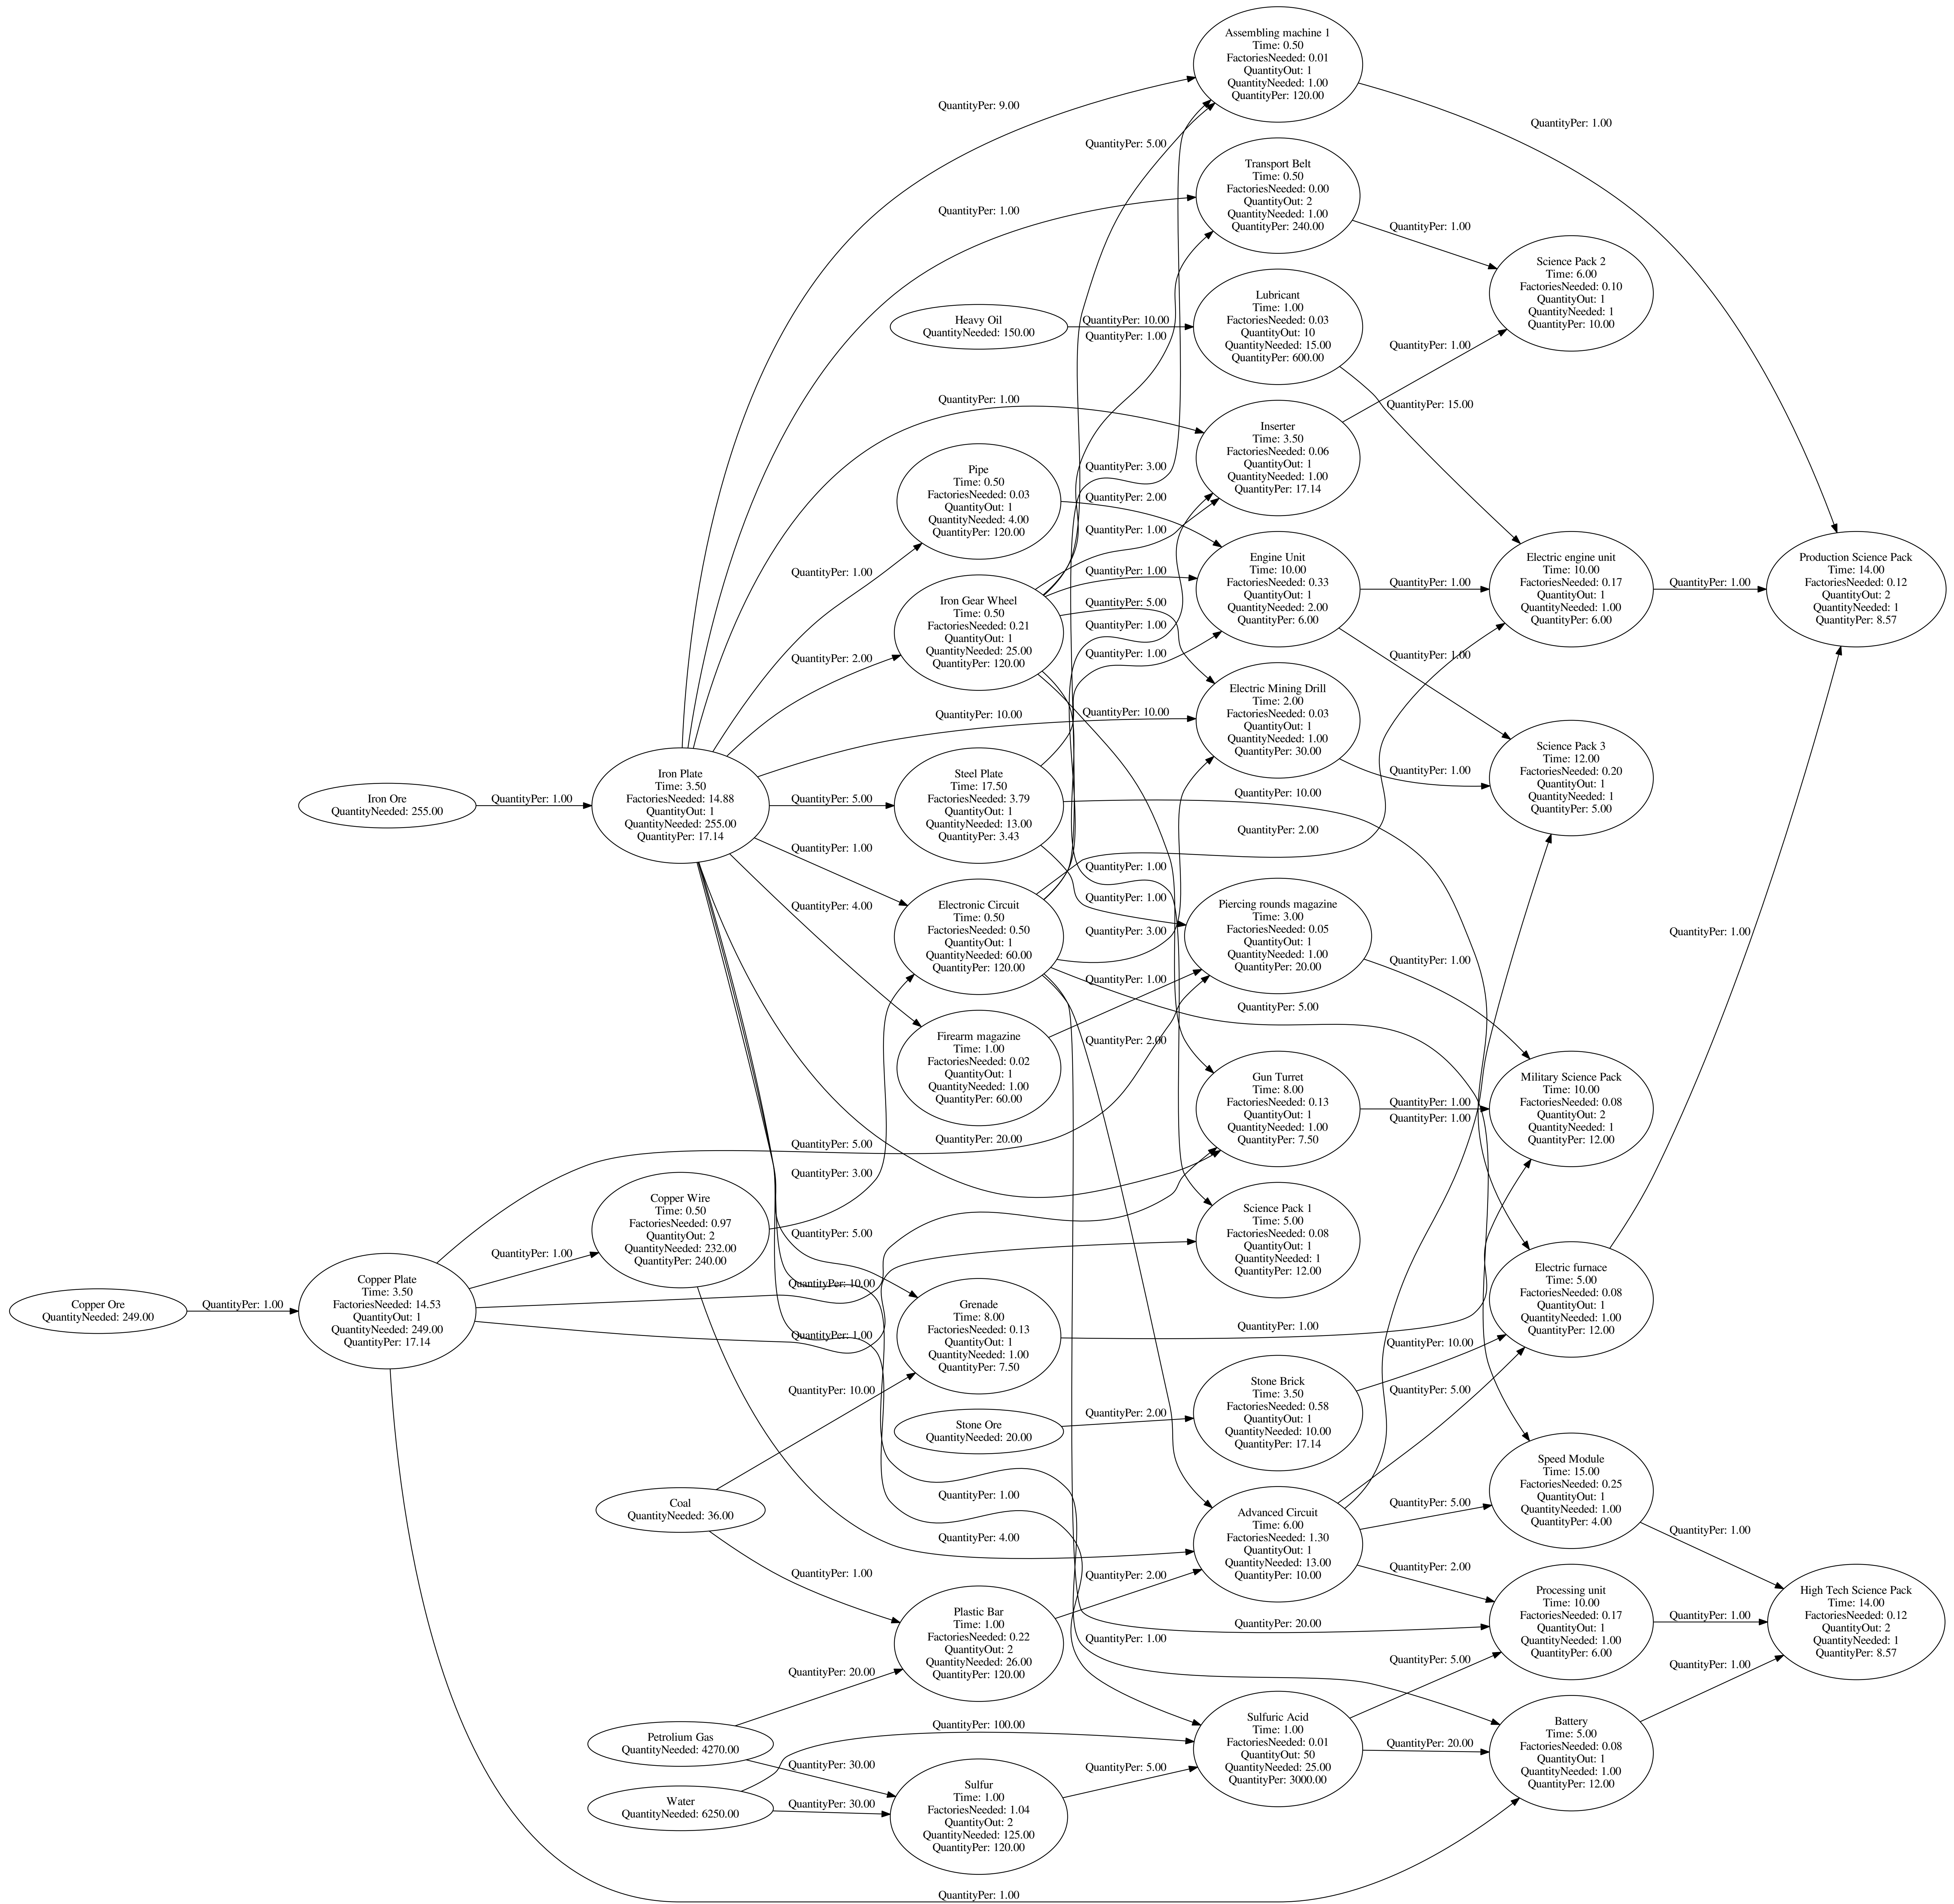 Assembling machine 1
Time: 0.50
FactoriesNeeded: 0.01
QuantityOut: 1
QuantityNeeded: 1.00
QuantityPer: 120.00
QuantityPer: 9.00
QuantityPer: 1.00
QuantityPer: 5.00
Transport Belt
Time: 0.50
FactoriesNeeded: 0.00
QuantityOut: 2
QuantityNeeded: 1.00
QuantityPer: 240.00
QuantityPer: 1.00
QuantityPer: 1.00
Science Pack 2
Time: 6.00
FactoriesNeeded: 0.10
QuantityOut: 1
QuantityNeeded: 1
QuantityPer: 10.00
Heavy Oil
QuantityNeeded: 150.00
QuantityPer: 10.00
QuantityPer: 1.00
Lubricant
Time: 1.00
FactoriesNeeded: 0.03
QuantityOut: 10
QuantityNeeded: 15.00
QuantityPer: 600.00
QuantityPer: 1.00
QuantityPer: 1.00
QuantityPer: 15.00
Inserter
Time: 3.50
FactoriesNeeded: 0.06
QuantityOut: 1
QuantityNeeded: 1.00
QuantityPer: 17.14
Pipe
Time: 0.50
FactoriesNeeded: 0.03
QuantityOut: 1
QuantityNeeded: 4.00
QuantityPer: 120.00
QuantityPer: 3.00
QuantityPer: 2.00
QuantityPer: 1.00
QuantityPer: 1.00
QuantityPer: 1.00
QuantityPer: 5.00
QuantityPer: 1.00
QuantityPer: 1.00
Engine Unit
Time: 10.00
FactoriesNeeded: 0.33
QuantityOut: 1
QuantityNeeded: 2.00
QuantityPer: 6.00
QuantityPer: 1.00
Electric engine unit
Time: 10.00
FactoriesNeeded: 0.17
QuantityOut: 1
QuantityNeeded: 1.00
QuantityPer: 6.00
QuantityPer: 1.00
Production Science Pack
Time: 14.00
FactoriesNeeded: 0.12
QuantityOut: 2
QuantityNeeded: 1
QuantityPer: 8.57
Iron Gear Wheel
Time: 0.50
FactoriesNeeded: 0.21
QuantityOut: 1
QuantityNeeded: 25.00
QuantityPer: 120.00
QuantityPer: 2.00
QuantityPer: 1.00
QuantityPer: 10.00
QuantityPer: 10.00
Electric Mining Drill
Time: 2.00
FactoriesNeeded: 0.03
QuantityOut: 1
QuantityNeeded: 1.00
QuantityPer: 30.00
QuantityPer: 1.00
Science Pack 3
Time: 12.00
FactoriesNeeded: 0.20
QuantityOut: 1
QuantityNeeded: 1
QuantityPer: 5.00
Iron Ore
QuantityNeeded: 255.00
QuantityPer: 1.00
Iron Plate
Time: 3.50
FactoriesNeeded: 14.88
QuantityOut: 1
QuantityNeeded: 255.00
QuantityPer: 17.14
QuantityPer: 5.00
Steel Plate
Time: 17.50
FactoriesNeeded: 3.79
QuantityOut: 1
QuantityNeeded: 13.00
QuantityPer: 3.43
QuantityPer: 10.00
QuantityPer: 2.00
QuantityPer: 1.00
QuantityPer: 1.00
QuantityPer: 1.00
QuantityPer: 4.00
QuantityPer: 3.00
Electronic Circuit
Time: 0.50
FactoriesNeeded: 0.50
QuantityOut: 1
QuantityNeeded: 60.00
QuantityPer: 120.00
Piercing rounds magazine
Time: 3.00
FactoriesNeeded: 0.05
QuantityOut: 1
QuantityNeeded: 1.00
QuantityPer: 20.00
QuantityPer: 1.00
QuantityPer: 1.00
QuantityPer: 1.00
QuantityPer: 5.00
Firearm magazine
Time: 1.00
FactoriesNeeded: 0.02
QuantityOut: 1
QuantityNeeded: 1.00
QuantityPer: 60.00
QuantityPer: 2.00
Gun Turret
Time: 8.00
FactoriesNeeded: 0.13
QuantityOut: 1
QuantityNeeded: 1.00
QuantityPer: 7.50
QuantityPer: 1.00
QuantityPer: 1.00
Military Science Pack
Time: 10.00
FactoriesNeeded: 0.08
QuantityOut: 2
QuantityNeeded: 1
QuantityPer: 12.00
QuantityPer: 5.00
QuantityPer: 20.00
QuantityPer: 3.00
Copper Wire
Time: 0.50
FactoriesNeeded: 0.97
QuantityOut: 2
QuantityNeeded: 232.00
QuantityPer: 240.00
QuantityPer: 5.00
QuantityPer: 1.00
Science Pack 1
Time: 5.00
FactoriesNeeded: 0.08
QuantityOut: 1
QuantityNeeded: 1
QuantityPer: 12.00
Electric furnace
Time: 5.00
FactoriesNeeded: 0.08
QuantityOut: 1
QuantityNeeded: 1.00
QuantityPer: 12.00
Copper Ore
QuantityNeeded: 249.00
QuantityPer: 1.00
Copper Plate
Time: 3.50
FactoriesNeeded: 14.53
QuantityOut: 1
QuantityNeeded: 249.00
QuantityPer: 17.14
QuantityPer: 10.00
QuantityPer: 1.00
Grenade
Time: 8.00
FactoriesNeeded: 0.13
QuantityOut: 1
QuantityNeeded: 1.00
QuantityPer: 7.50
QuantityPer: 1.00
QuantityPer: 10.00
QuantityPer: 10.00
Stone Ore
QuantityNeeded: 20.00
QuantityPer: 2.00
Stone Brick
Time: 3.50
FactoriesNeeded: 0.58
QuantityOut: 1
QuantityNeeded: 10.00
QuantityPer: 17.14
QuantityPer: 5.00
Coal
QuantityNeeded: 36.00
QuantityPer: 1.00
QuantityPer: 4.00
QuantityPer: 1.00
Advanced Circuit
Time: 6.00
FactoriesNeeded: 1.30
QuantityOut: 1
QuantityNeeded: 13.00
QuantityPer: 10.00
QuantityPer: 5.00
Speed Module
Time: 15.00
FactoriesNeeded: 0.25
QuantityOut: 1
QuantityNeeded: 1.00
QuantityPer: 4.00
QuantityPer: 1.00
QuantityPer: 2.00
QuantityPer: 2.00
Plastic Bar
Time: 1.00
FactoriesNeeded: 0.22
QuantityOut: 2
QuantityNeeded: 26.00
QuantityPer: 120.00
QuantityPer: 20.00
QuantityPer: 1.00
Processing unit
Time: 10.00
FactoriesNeeded: 0.17
QuantityOut: 1
QuantityNeeded: 1.00
QuantityPer: 6.00
QuantityPer: 1.00
High Tech Science Pack
Time: 14.00
FactoriesNeeded: 0.12
QuantityOut: 2
QuantityNeeded: 1
QuantityPer: 8.57
QuantityPer: 20.00
QuantityPer: 5.00
QuantityPer: 1.00
Petrolium Gas
QuantityNeeded: 4270.00
QuantityPer: 100.00
Sulfuric Acid
Time: 1.00
FactoriesNeeded: 0.01
QuantityOut: 50
QuantityNeeded: 25.00
QuantityPer: 3000.00
QuantityPer: 20.00
Battery
Time: 5.00
FactoriesNeeded: 0.08
QuantityOut: 1
QuantityNeeded: 1.00
QuantityPer: 12.00
QuantityPer: 30.00
QuantityPer: 5.00
Water
QuantityNeeded: 6250.00
QuantityPer: 30.00
Sulfur
Time: 1.00
FactoriesNeeded: 1.04
QuantityOut: 2
QuantityNeeded: 125.00
QuantityPer: 120.00
QuantityPer: 1.00